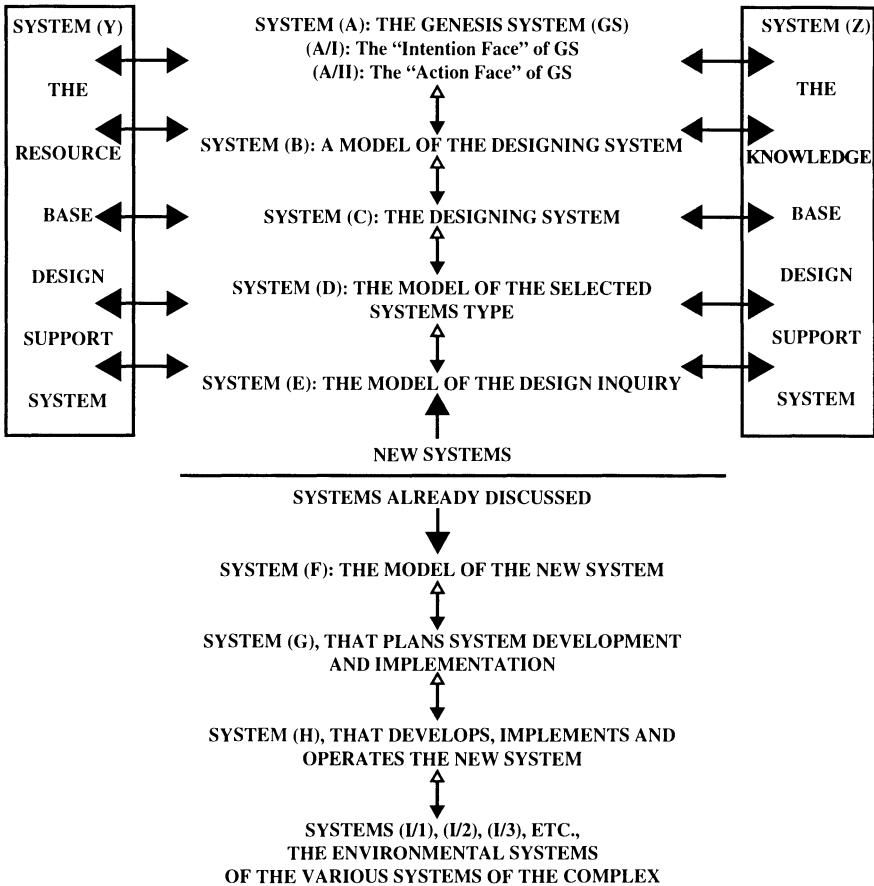 SYSTEM (Y)
THE
RESOURCE
BASE
DESIGN
SUPPORT
SYSTEM
SYSTEM (A): THE GENESIS SYSTEM (GS)
(A/I): The “Intention Face” of GS
(A/II): The “Action Face” of GS
SYSTEM (B): A MODEL OF THE DESIGNING SYSTEM
SYSTEM (C): THE DESIGNING SYSTEM
SYSTEM (D): THE MODEL OF THE SELECTED
SYSTEMS TYPE
SYSTEM (E): THE MODEL OF THE DESIGN INQUIRY
NEW SYSTEMS
SYSTEM (Z)
THE
KNOWLEDGE
BASE
DESIGN
SUPPORT
SYSTEM
SYSTEMS ALREADY DISCUSSED
SYSTEM (F): THE MODEL OF THE NEW SYSTEM
SYSTEM (G), THAT PLANS SYSTEM DEVELOPMENT
AND IMPLEMENTATION
SYSTEM (H), THAT DEVELOPS, IMPLEMENTS AND
OPERATES THE NEW SYSTEM
SYSTEMS (I/1), (I/2), (I/3), ETC.,
THE ENVIRONMENTAL SYSTEMS
OF THE VARIOUS SYSTEMS OF THE COMPLEX